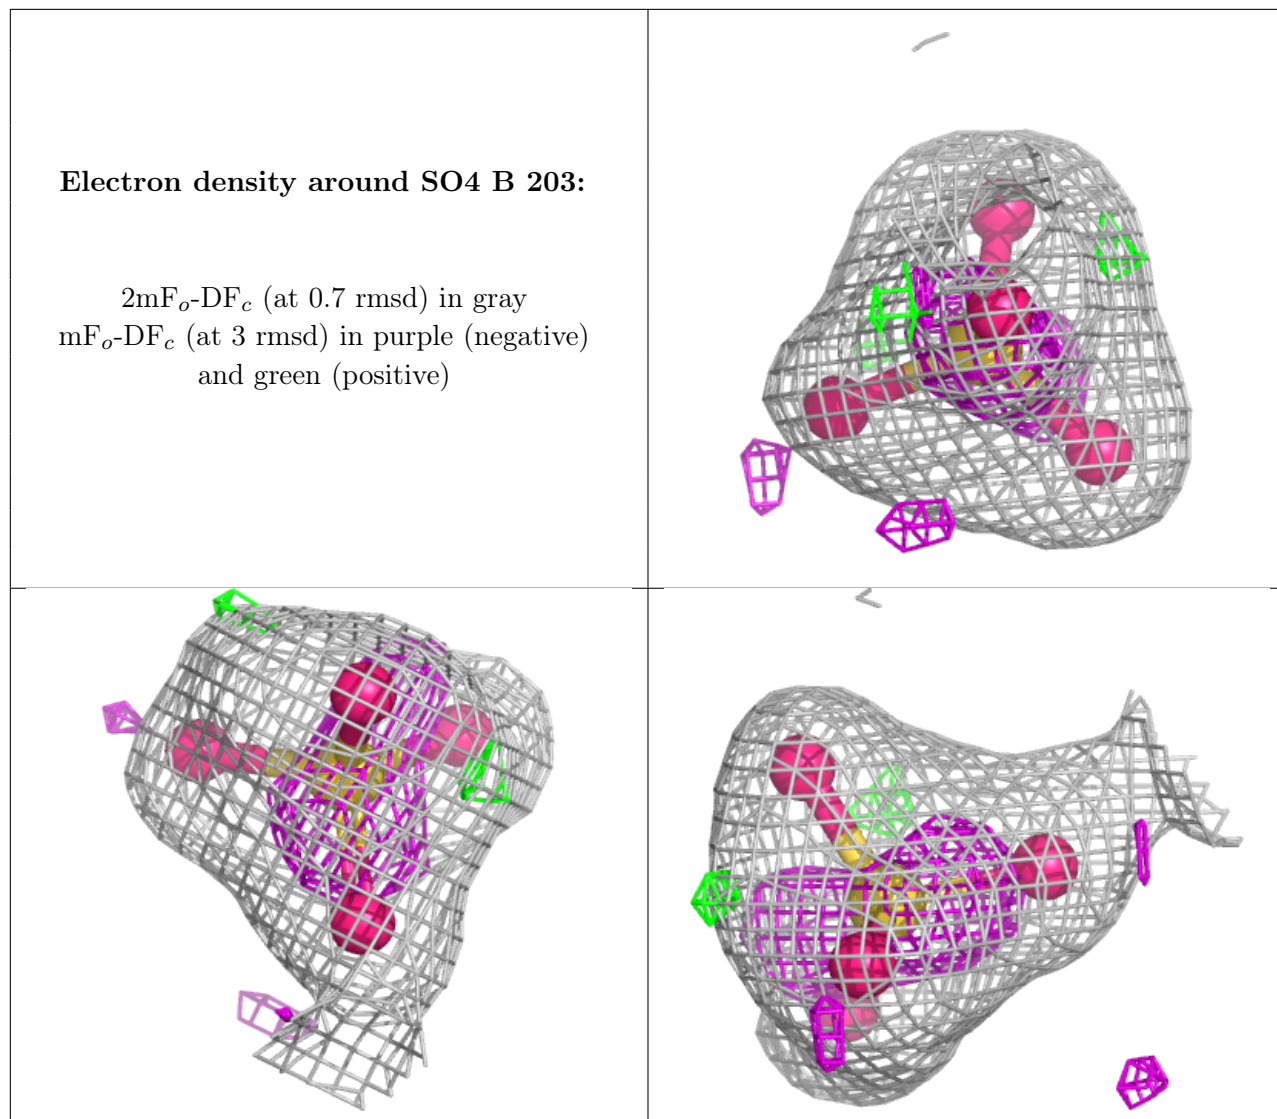 Electron density around SO4 B 203:
2mFo-DFc (at 0.7 rmsd) in gray
mFo-DFc (at 3 rmsd) in purple (negative)
and green (positive)